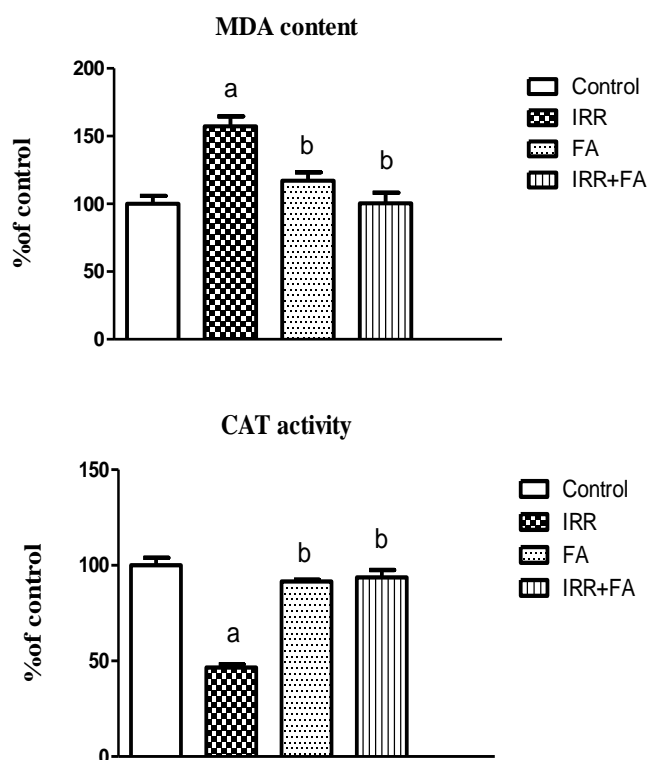 MDA content
200
150
100
50
0
%of control
a
b
b
Control
IRR
FA
IRR+FA
CAT activity
150
100
50
0
%of control
a
b
b
Control
IRR
FA
IRR+FA